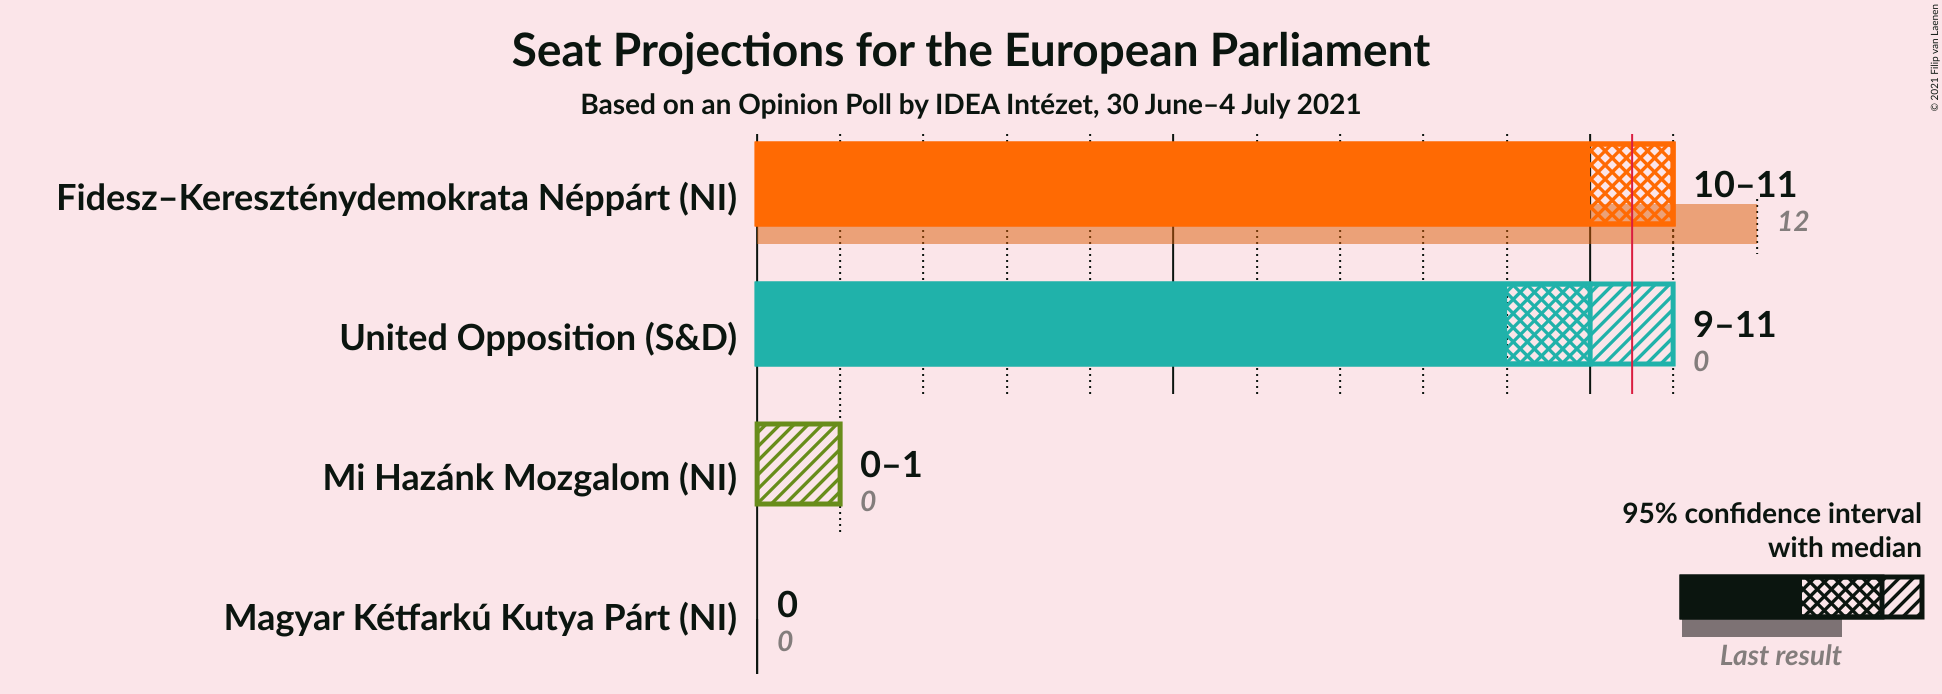 Seat Projections for the European Parliament
Based on an Opinion Poll by IDEA Intézet, 30 June–4 July 2021
© 2021 Filip van Laenen
Fidesz–Kereszténydemokrata Néppárt (NI)
10–11
12
United Opposition (S&D)
9–11
0
Mi Hazánk Mozgalom (NI)
0–1
0
Magyar Kétfarkú Kutya Párt (NI)
0
0
95% confidence interval
with median
Last result